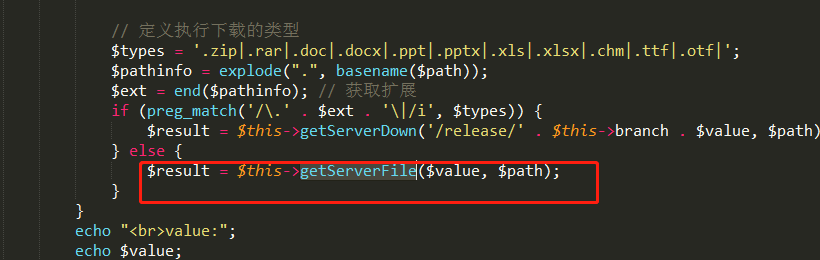 // 定义执行下载的类型
$types = '.zip|.rar|.doc|.docx|.ppt|.pptx|.xls|.xlsx|.chm|.ttf|.otf|';
$pathinfo = explode(".", basename($path));
$ext = end($pathinfo); // 获取扩展
if (preg_match('/\.' . $ext . '\|/i', $types)) {
$result = $this->getServerDown('/release/' . $this->branch . $value, $path)
} else {
$result = $this->getServerFile($value, $path);
}
}
echo "<br>value:";
echo $value;